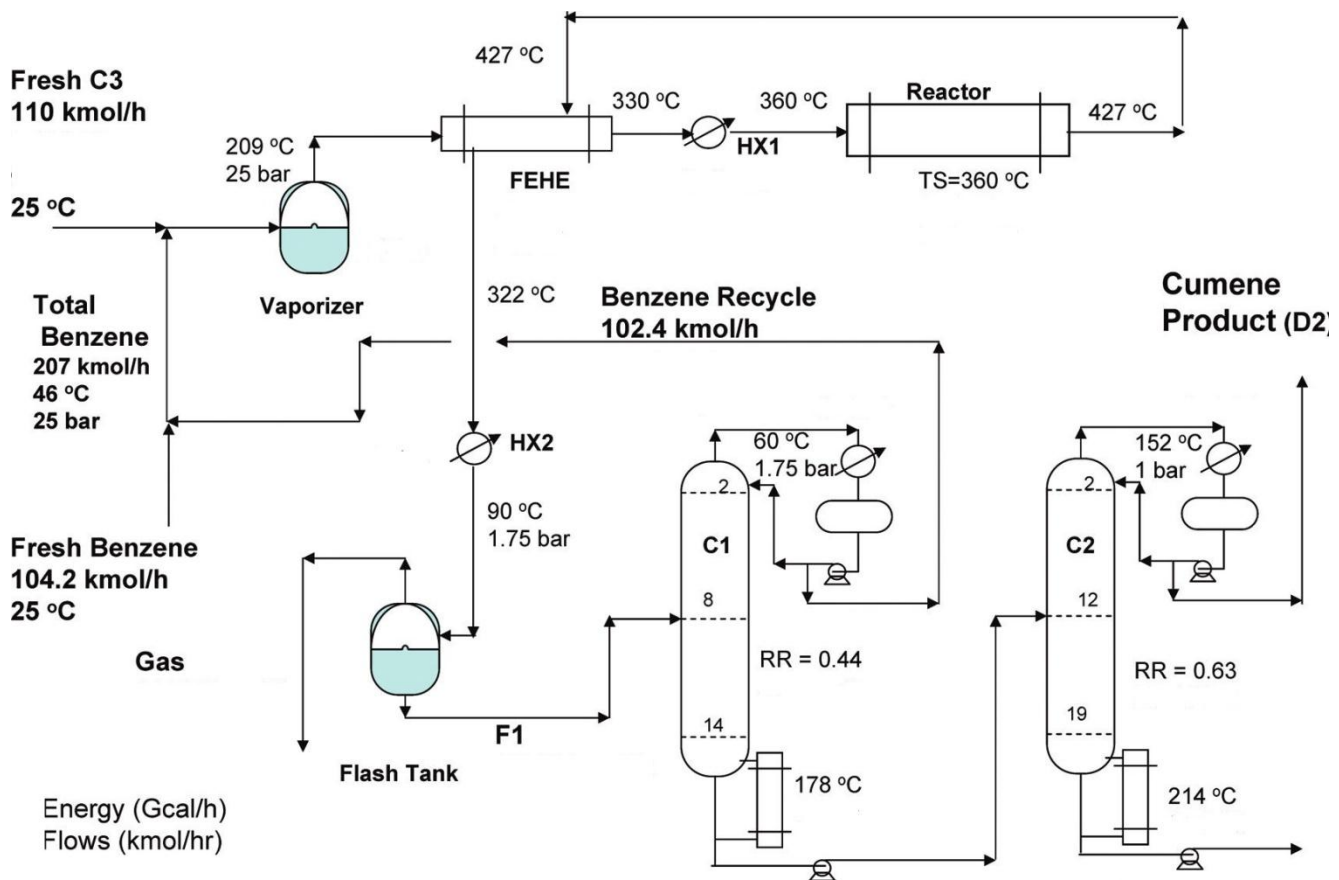 Fresh C3
110 kmol/h
25 ºC
209 ºC
25 bar
Vaporizer
427 ºC
FEHE
330 ºC
HX1
360 ºC
Reactor
427 ºC
TS=360 ºC
Total
Benzene
207 kmol/h
46 ºC
25 bar
322 ºC
Benzene Recycle
102.4 kmol/h
Cumene
Product (D2)
HX2
90 ºC
1.75 bar
Fresh Benzene
104.2 kmol/h
25 ºC
Gas
F1
Flash Tank
60 ºC
1.75 bar
2
C1
8
RR = 0.44
14
178 ºC
152 ºC
1 bar
2
C2
12
RR = 0.63
19
214 ºC
Energy (Gcal/h)
Flows (kmol/hr)